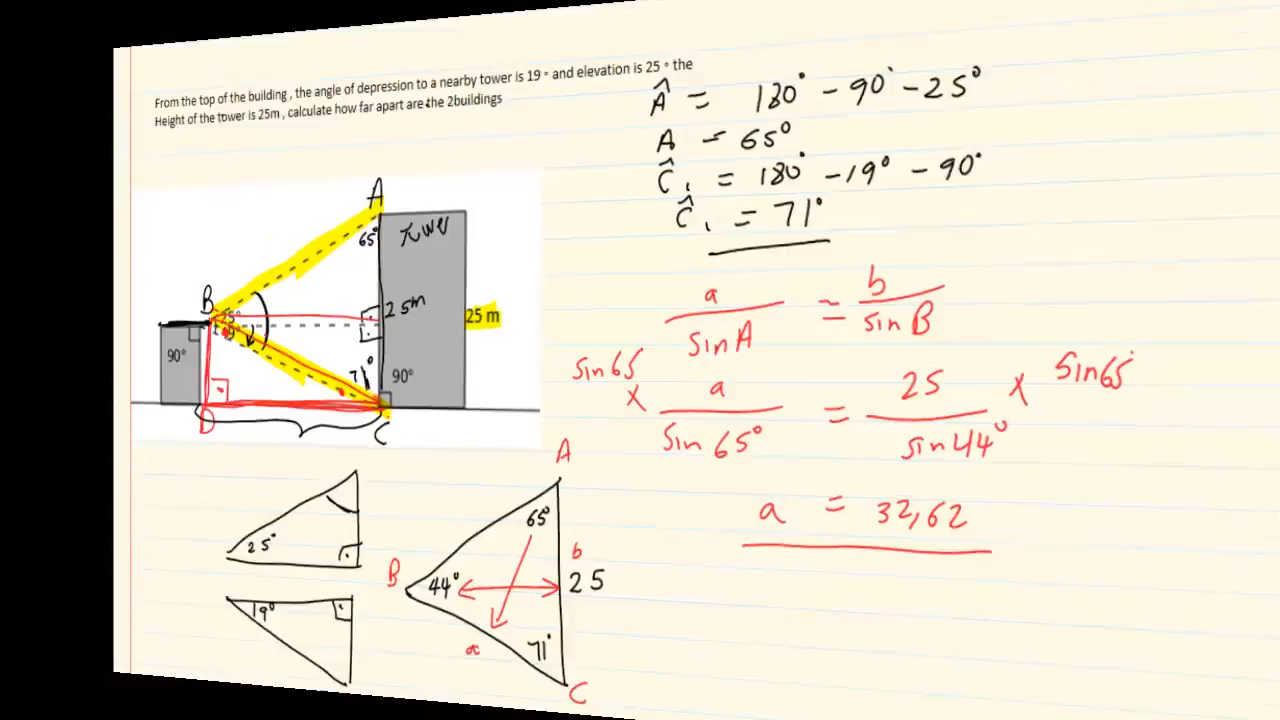 From the top of the building , the angle of depression to a nearby tower is 19 ° and elevation is 25 ° the
Height of the tower is 25m , calculate how far apart are the 2buildings
Â = 180° - 90° - 25°
Â = 65°
Ĉ₁ = 180° - 19° - 90°
Ĉ₁ = 71°
a / sin A = b / sin B
sin65 × a / sin 65° = 25 / sin 44° × sin65°
a = 32,62
A
65°
Tower
B
25°
19°
25m
25 m
90°
71°
90°
D
C
25°
19°
A
65°
b
B
44°
25
a
71°
C